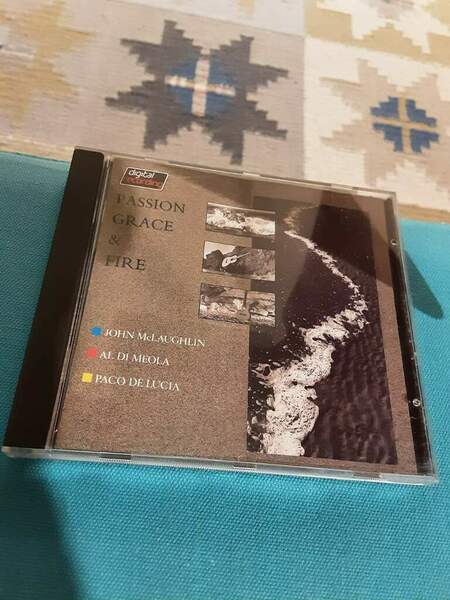 digital
recording
PASSION
GRACE
&
FIRE
JOHN McLAUGHLIN
AL DI MEOLA
PACO DE LUCIA